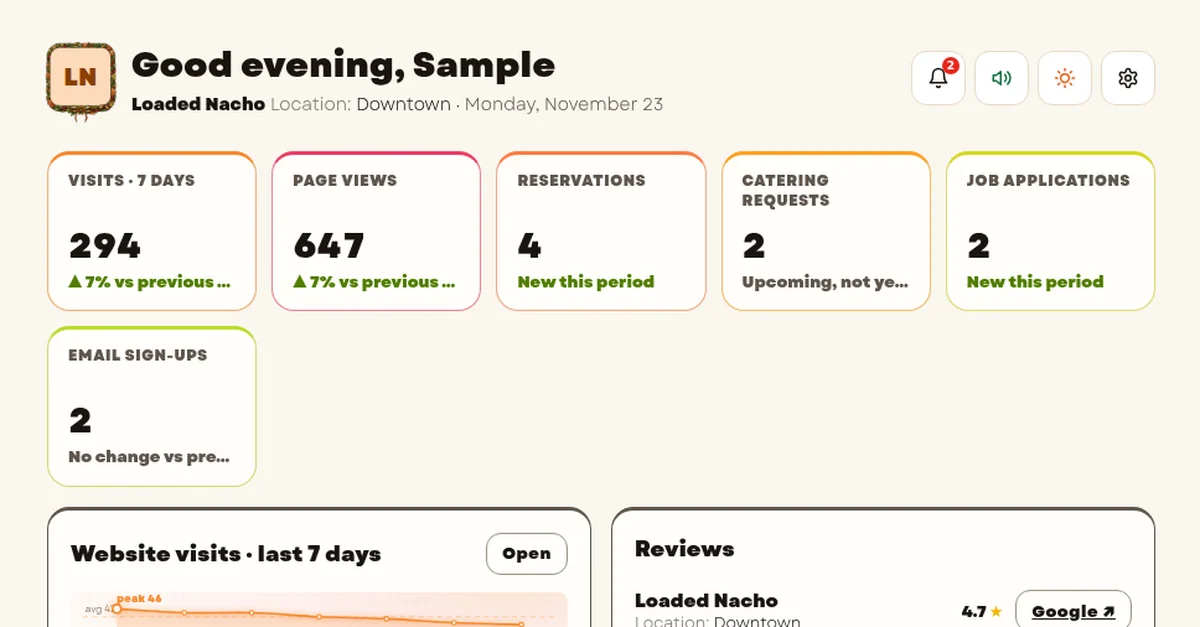 LN
Good evening, Sample
Loaded Nacho Location: Downtown · Monday, November 23
2
VISITS · 7 DAYS
294
▲ 7% vs previous ...
PAGE VIEWS
647
▲ 7% vs previous ...
RESERVATIONS
4
New this period
CATERING
REQUESTS
2
Upcoming, not ye...
JOB APPLICATIONS
2
New this period
EMAIL SIGN-UPS
2
No change vs pre...
Website visits · last 7 days
Open
peak 46
avg
Reviews
Loaded Nacho
4.7 ★
Google ↗
Location: Downtown